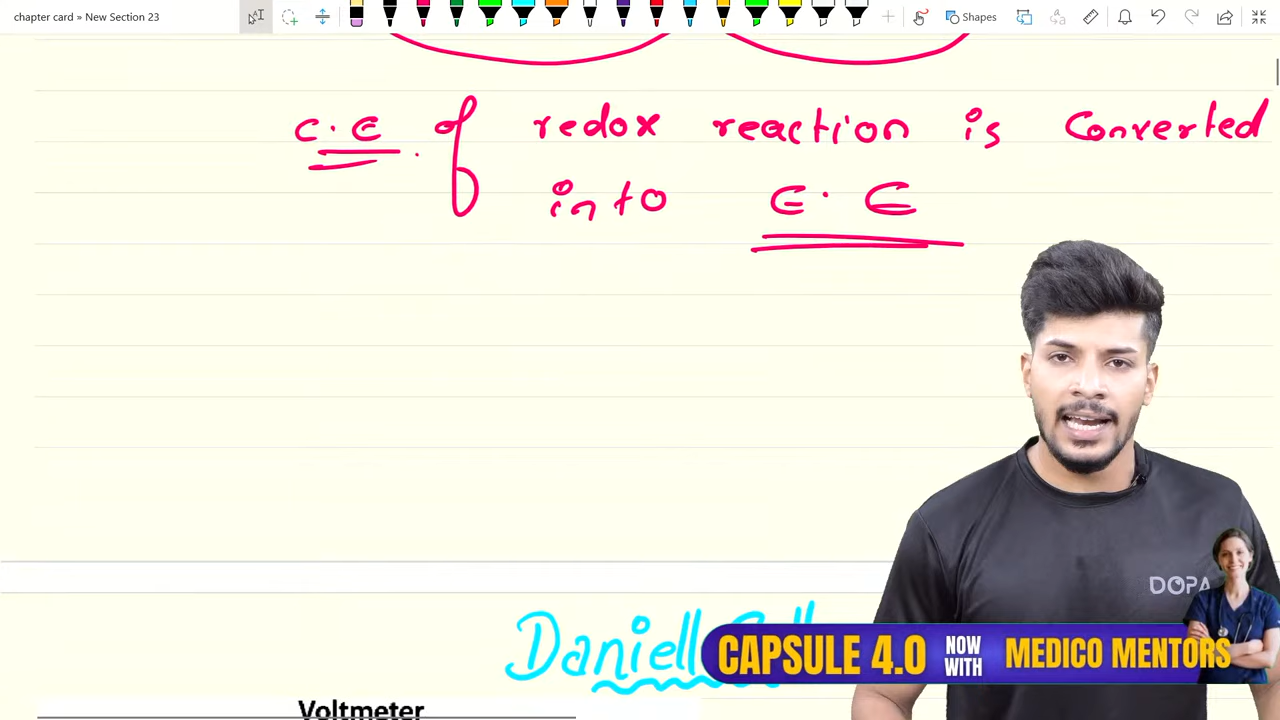 chapter card » New Section 23
Shapes
C.E of redox reaction is Converted
into E.E
DOPA
Daniell
CAPSULE 4.0 NOW WITH MEDICO MENTORS
Voltmeter